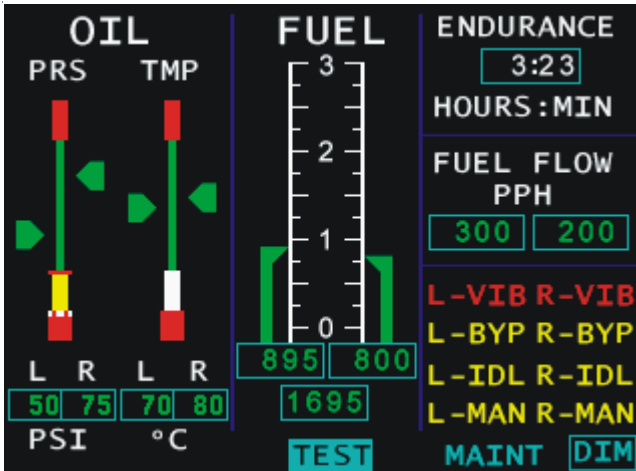 OIL
PRS TMP
L R L R
50 75 70 80
PSI °C
FUEL
3
2
1
0
895 800
1695
TEST
ENDURANCE
3:23
HOURS:MIN
FUEL FLOW
PPH
300 200
L-VIB R-VIB
L-BYP R-BYP
L-IDL R-IDL
L-MAN R-MAN
MAINT DIM